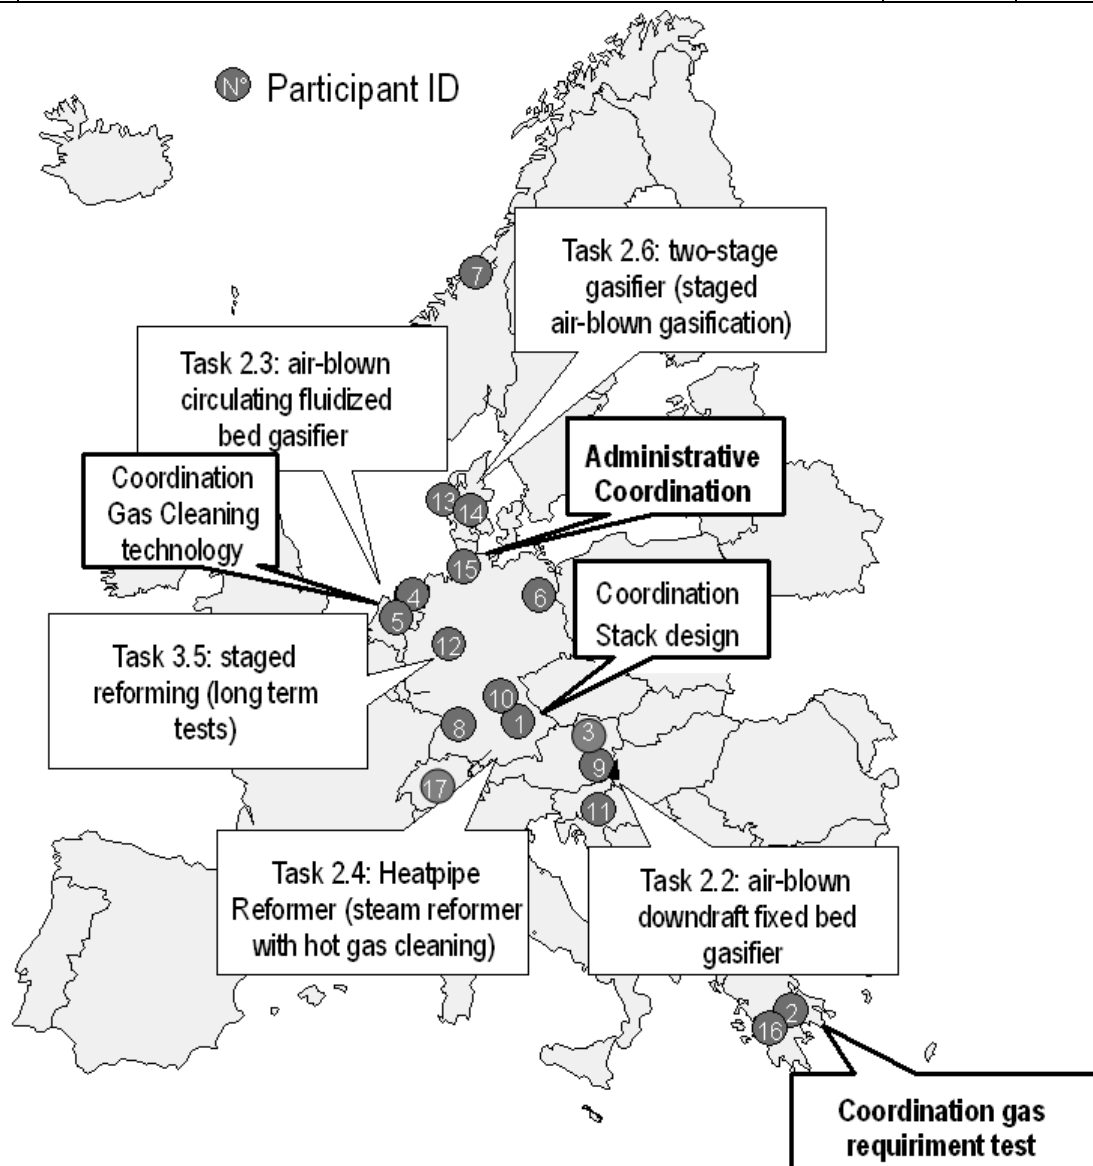 N° Participant ID
7
Task 2.6: two-stage
gasifier (staged
air-blown gasification)
Task 2.3: air-blown
circulating fluidized
bed gasifier
Administrative
Coordination
Coordination
Gas Cleaning
technology
13
14
15
4
5
6
Coordination
Stack design
12
Task 3.5: staged
reforming (long term
tests)
10
1
8
3
9
17
11
Task 2.4: Heatpipe
Reformer (steam reformer
with hot gas cleaning)
Task 2.2: air-blown
downdraft fixed bed
gasifier
2
16
Coordination gas
requiriment test